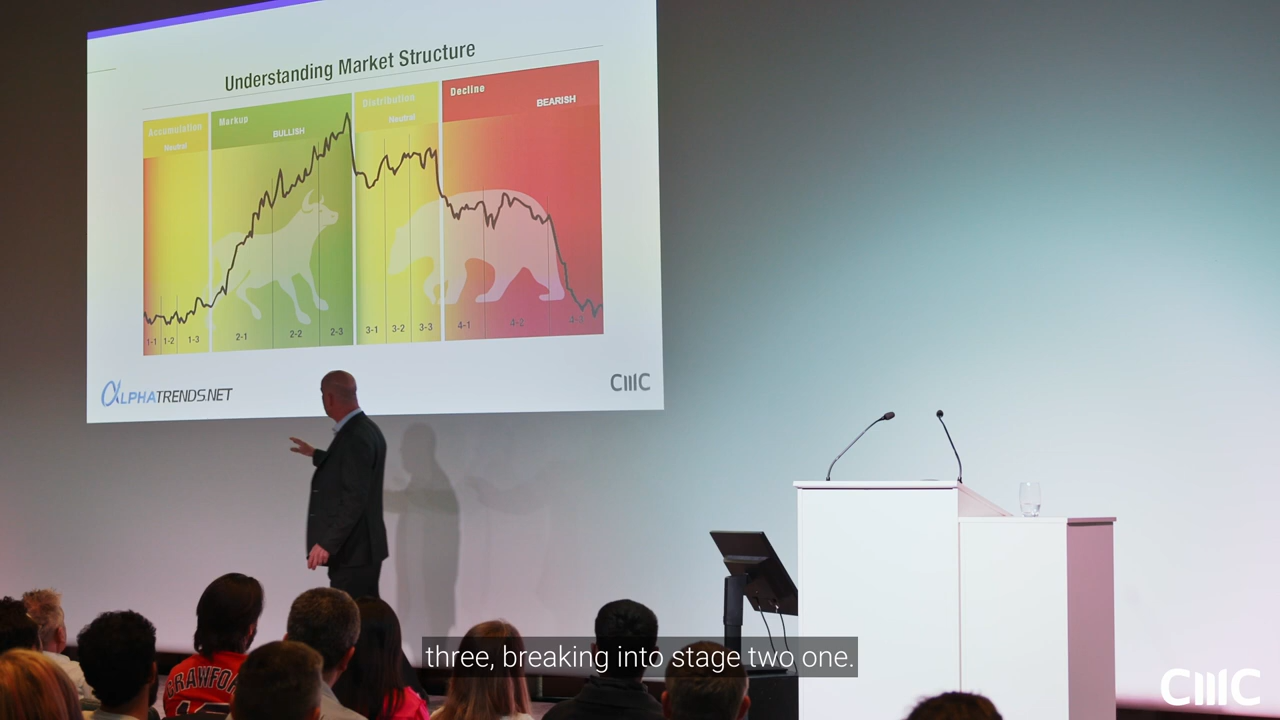 Understanding Market Structure
Accumulation
Neutral
Markup
BULLISH
Distribution
Neutral
Decline
BEARISH
1-1 1-2 1-3 2-1 2-2 2-3 3-1 3-2 3-3 4-1 4-2 4-3
ALPHATRENDS.NET
CMC
CRAWFOR
three, breaking into stage two one.
CMC